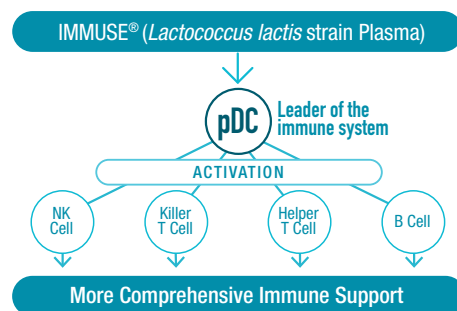 IMMUSE® (Lactococcus lactis strain Plasma)
pDC
Leader of the
immune system
ACTIVATION
NK
Cell
Killer
T Cell
Helper
T Cell
B Cell
More Comprehensive Immune Support